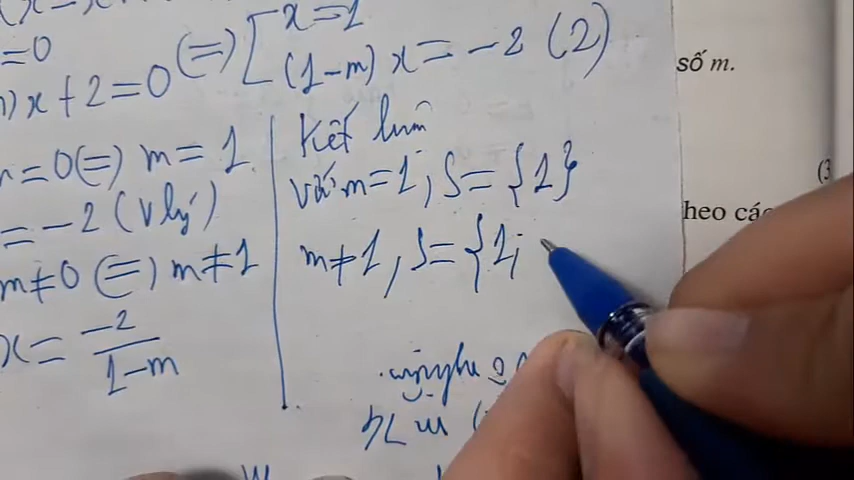 =0
x=1
)x+2=0 (=) (1-m)x=-2 (2)
=0(=) m=1
=-2 (Vlý)
m≠0 (=) m≠1
x= -2/1-m
Kết luận
Với m=1, S={1}
m≠1, S={1;
số m.
heo các